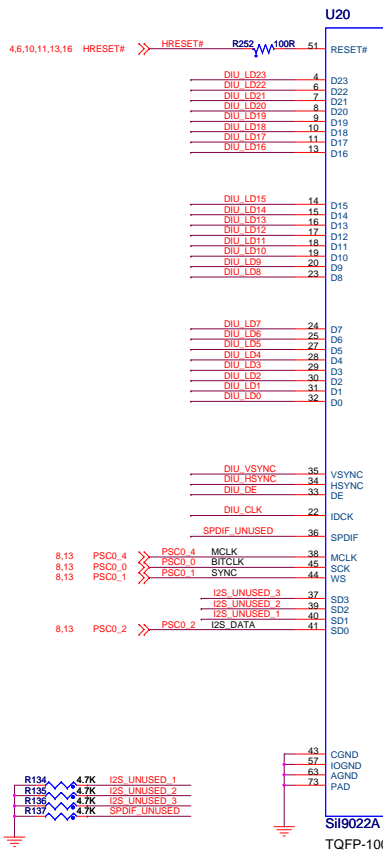 U20
4,6,10,11,13,16 HRESET# HRESET# R252 100R 51 RESET#
DIU_LD23 4 D23
DIU_LD22 6 D22
DIU_LD21 7 D21
DIU_LD20 8 D20
DIU_LD19 9 D19
DIU_LD18 10 D18
DIU_LD17 11 D17
DIU_LD16 13 D16
DIU_LD15 14 D15
DIU_LD14 15 D14
DIU_LD13 16 D13
DIU_LD12 17 D12
DIU_LD11 18 D11
DIU_LD10 19 D10
DIU_LD9 20 D9
DIU_LD8 23 D8
DIU_LD7 24 D7
DIU_LD6 25 D6
DIU_LD5 27 D5
DIU_LD4 28 D4
DIU_LD3 29 D3
DIU_LD2 30 D2
DIU_LD1 31 D1
DIU_LD0 32 D0
DIU_VSYNC 35 VSYNC
DIU_HSYNC 34 HSYNC
DIU_DE 33 DE
DIU_CLK 22 IDCK
SPDIF_UNUSED 36 SPDIF
8,13 PSC0_4 PSC0_4 MCLK 38 MCLK
8,13 PSC0_0 PSC0_0 BITCLK 45 SCK
8,13 PSC0_1 PSC0_1 SYNC 44 WS
I2S_UNUSED_3 37 SD3
I2S_UNUSED_2 39 SD2
I2S_UNUSED_1 40 SD1
8,13 PSC0_2 PSC0_2 I2S_DATA 41 SD0
43 CGND
57 IOGND
63 AGND
73 PAD
R134 4.7K I2S_UNUSED_1
R135 4.7K I2S_UNUSED_2
R136 4.7K I2S_UNUSED_3
R137 4.7K SPDIF_UNUSED
SiI9022A